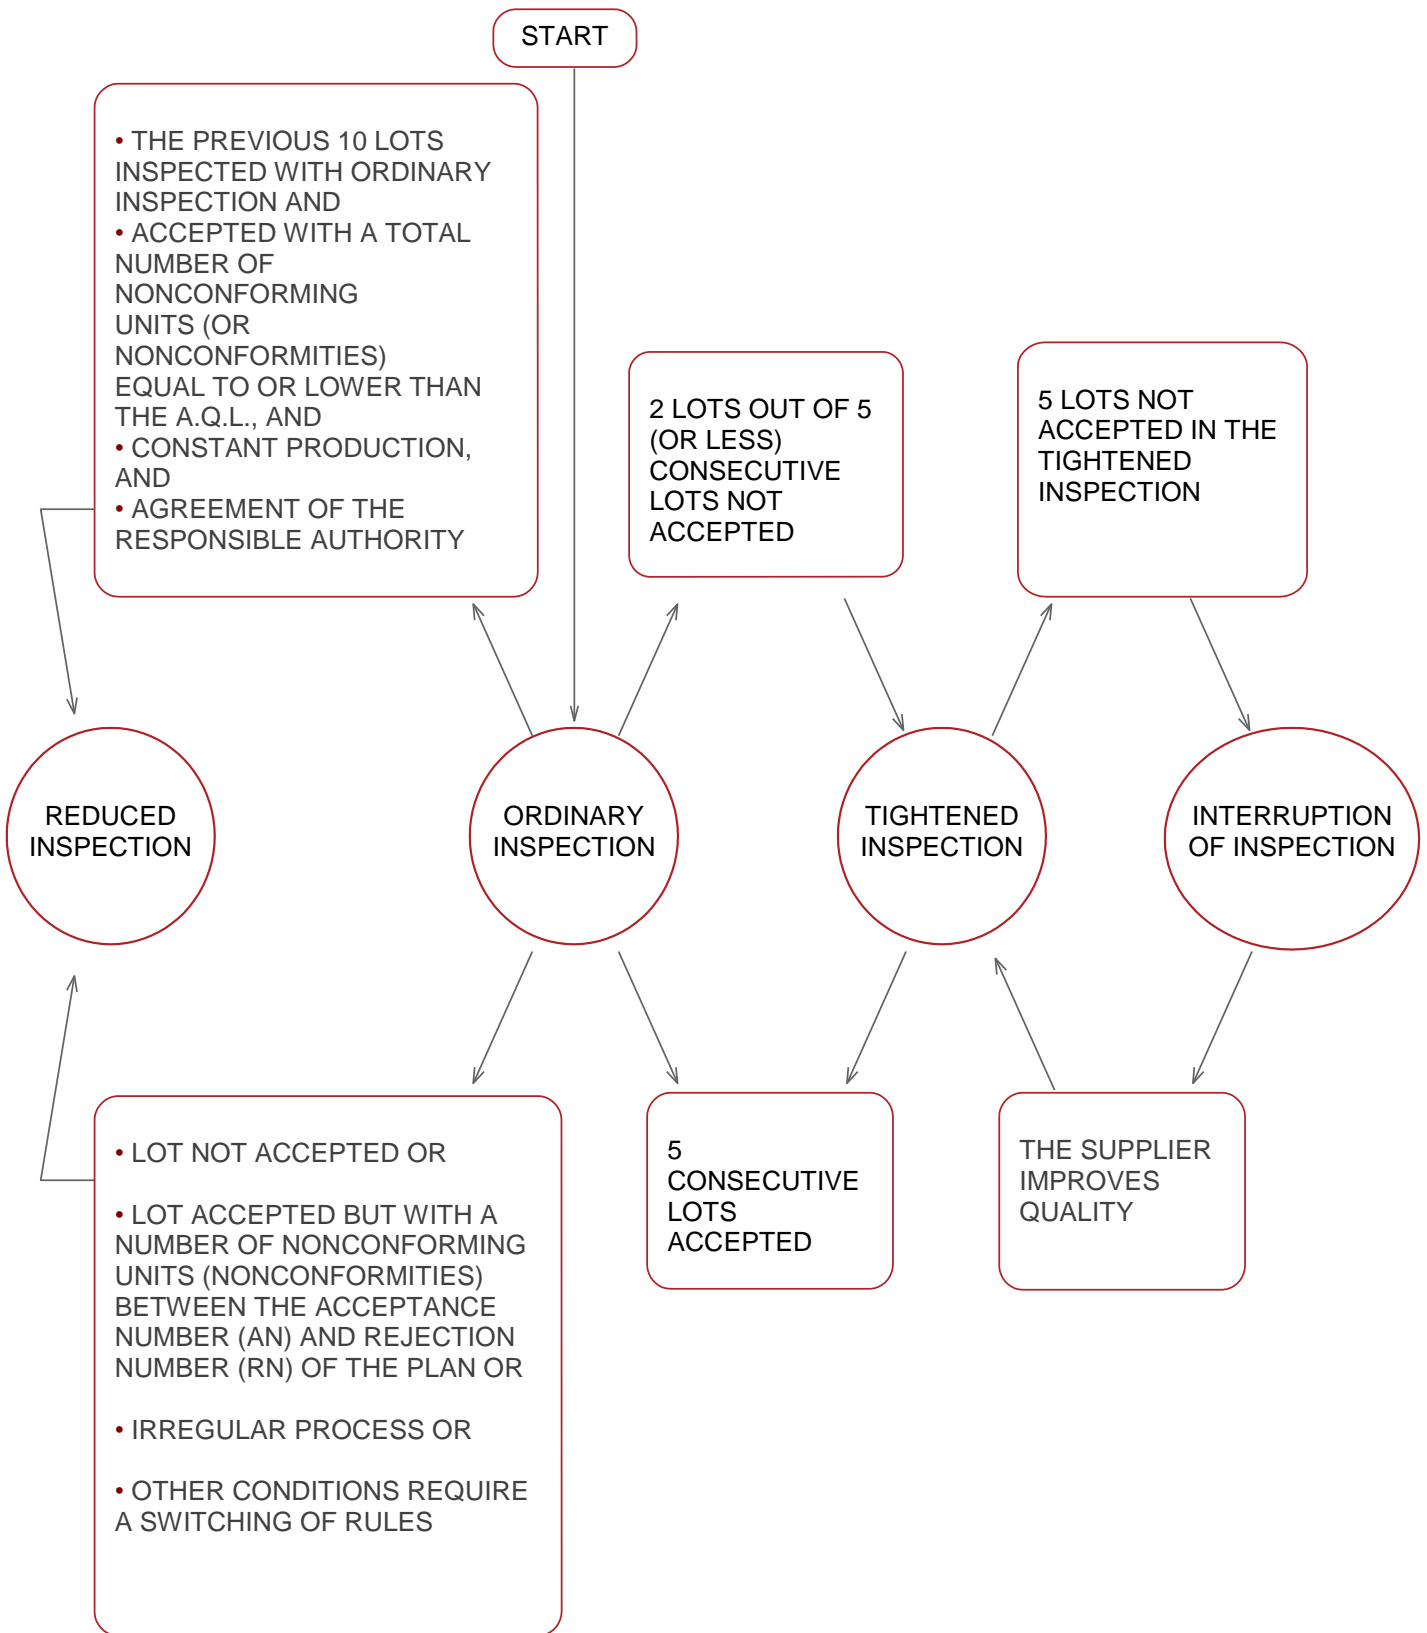 START
• THE PREVIOUS 10 LOTS
INSPECTED WITH ORDINARY
INSPECTION AND
• ACCEPTED WITH A TOTAL
NUMBER OF
NONCONFORMING
UNITS (OR
NONCONFORMITIES)
EQUAL TO OR LOWER THAN
THE A.Q.L., AND
• CONSTANT PRODUCTION,
AND
• AGREEMENT OF THE
RESPONSIBLE AUTHORITY
2 LOTS OUT OF 5
(OR LESS)
CONSECUTIVE
LOTS NOT
ACCEPTED
5 LOTS NOT
ACCEPTED IN THE
TIGHTENED
INSPECTION
REDUCED
INSPECTION
ORDINARY
INSPECTION
TIGHTENED
INSPECTION
INTERRUPTION
OF INSPECTION
• LOT NOT ACCEPTED OR
• LOT ACCEPTED BUT WITH A
NUMBER OF NONCONFORMING
UNITS (NONCONFORMITIES)
BETWEEN THE ACCEPTANCE
NUMBER (AN) AND REJECTION
NUMBER (RN) OF THE PLAN OR
• IRREGULAR PROCESS OR
• OTHER CONDITIONS REQUIRE
A SWITCHING OF RULES
5
CONSECUTIVE
LOTS
ACCEPTED
THE SUPPLIER
IMPROVES
QUALITY